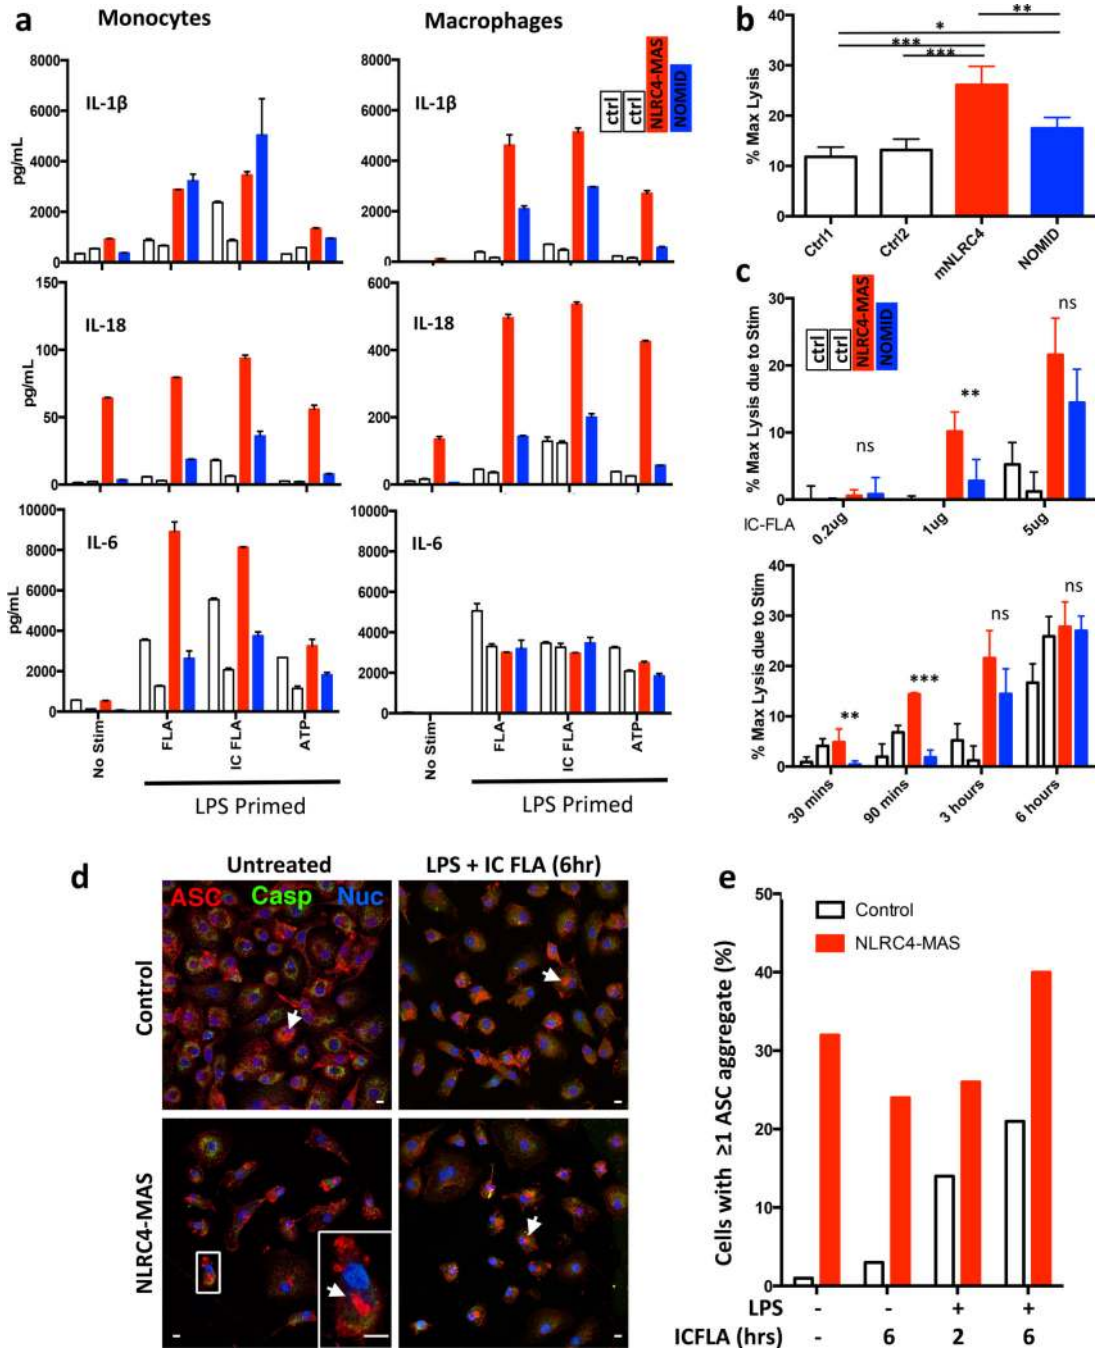 a
Monocytes
Macrophages
8000
6000
4000
2000
0
pg/mL
IL-1β
8000
6000
4000
2000
0
IL-1β
ctrl
ctrl
NLRC4-MAS
NOMID
150
100
50
0
pg/mL
IL-18
600
400
200
0
IL-18
10000
8000
6000
4000
2000
0
pg/mL
IL-6
10000
8000
6000
4000
2000
0
IL-6
No Stim
FLA
IC FLA
ATP
LPS Primed
No Stim
FLA
IC FLA
ATP
LPS Primed
b
40
30
20
10
0
% Max Lysis
**
*
***
***
Ctrl1
Ctrl2
mNLRC4
NOMID
c
30
20
10
0
% Max Lysis due to Stim
ctrl
ctrl
NLRC4-MAS
NOMID
ns
**
ns
IC-FLA
0.2ug
1ug
5ug
40
30
20
10
0
% Max Lysis due to Stim
**
***
ns
ns
30 mins
90 mins
3 hours
6 hours
d
Untreated
LPS + IC FLA (6hr)
ASC Casp Nuc
Control
NLRC4-MAS
e
50
40
30
20
10
0
Cells with ≥1 ASC aggregate (%)
Control
NLRC4-MAS
LPS - - + +
ICFLA (hrs) - 6 2 6